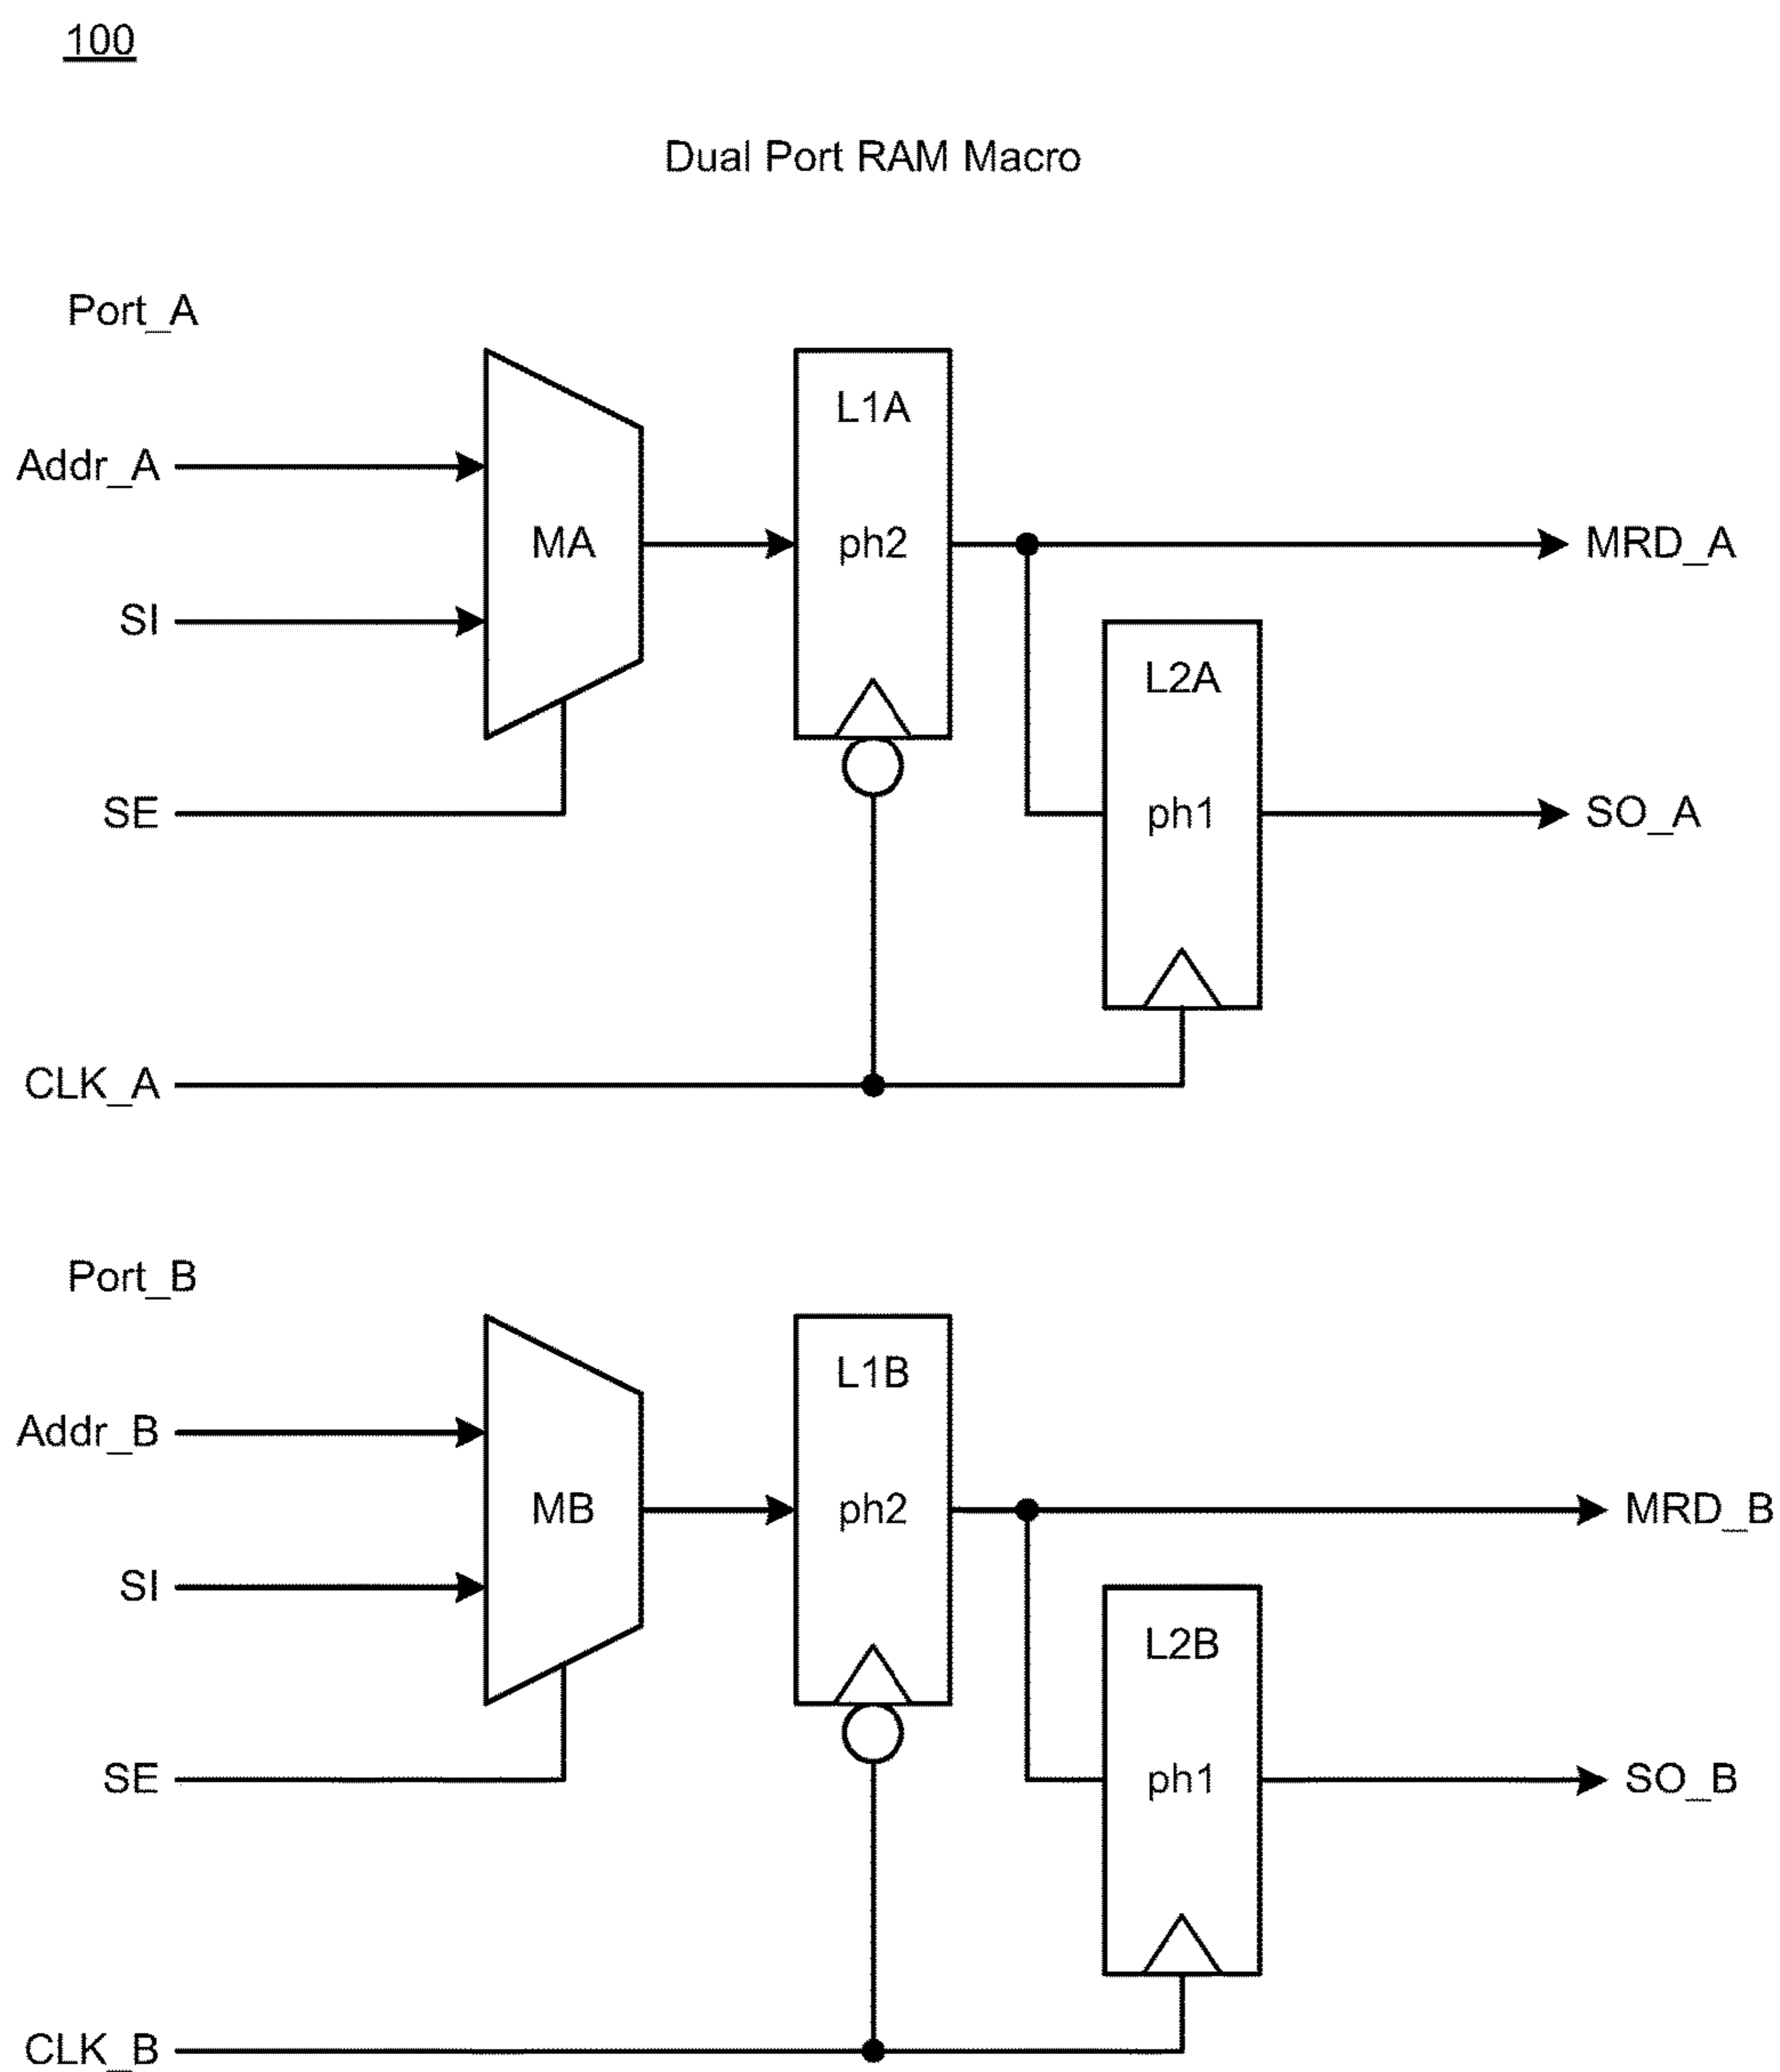 100
Dual Port RAM Macro
Port_A
L1A
Addr_A
MA
ph2
MRD_A
SI
L2A
SE
ph1
SO_A
CLK_A
Port_B
L1B
Addr_B
MB
ph2
MRD_B
SI
L2B
SE
ph1
SO_B
CLK_B